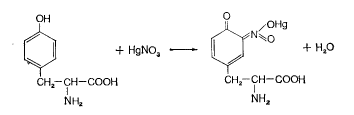 OH
CH₂—CH—COOH
NH₂
+ HgNO₃
O
OHg
N
O
CH₂—CH—COOH
NH₂
+ H₂O